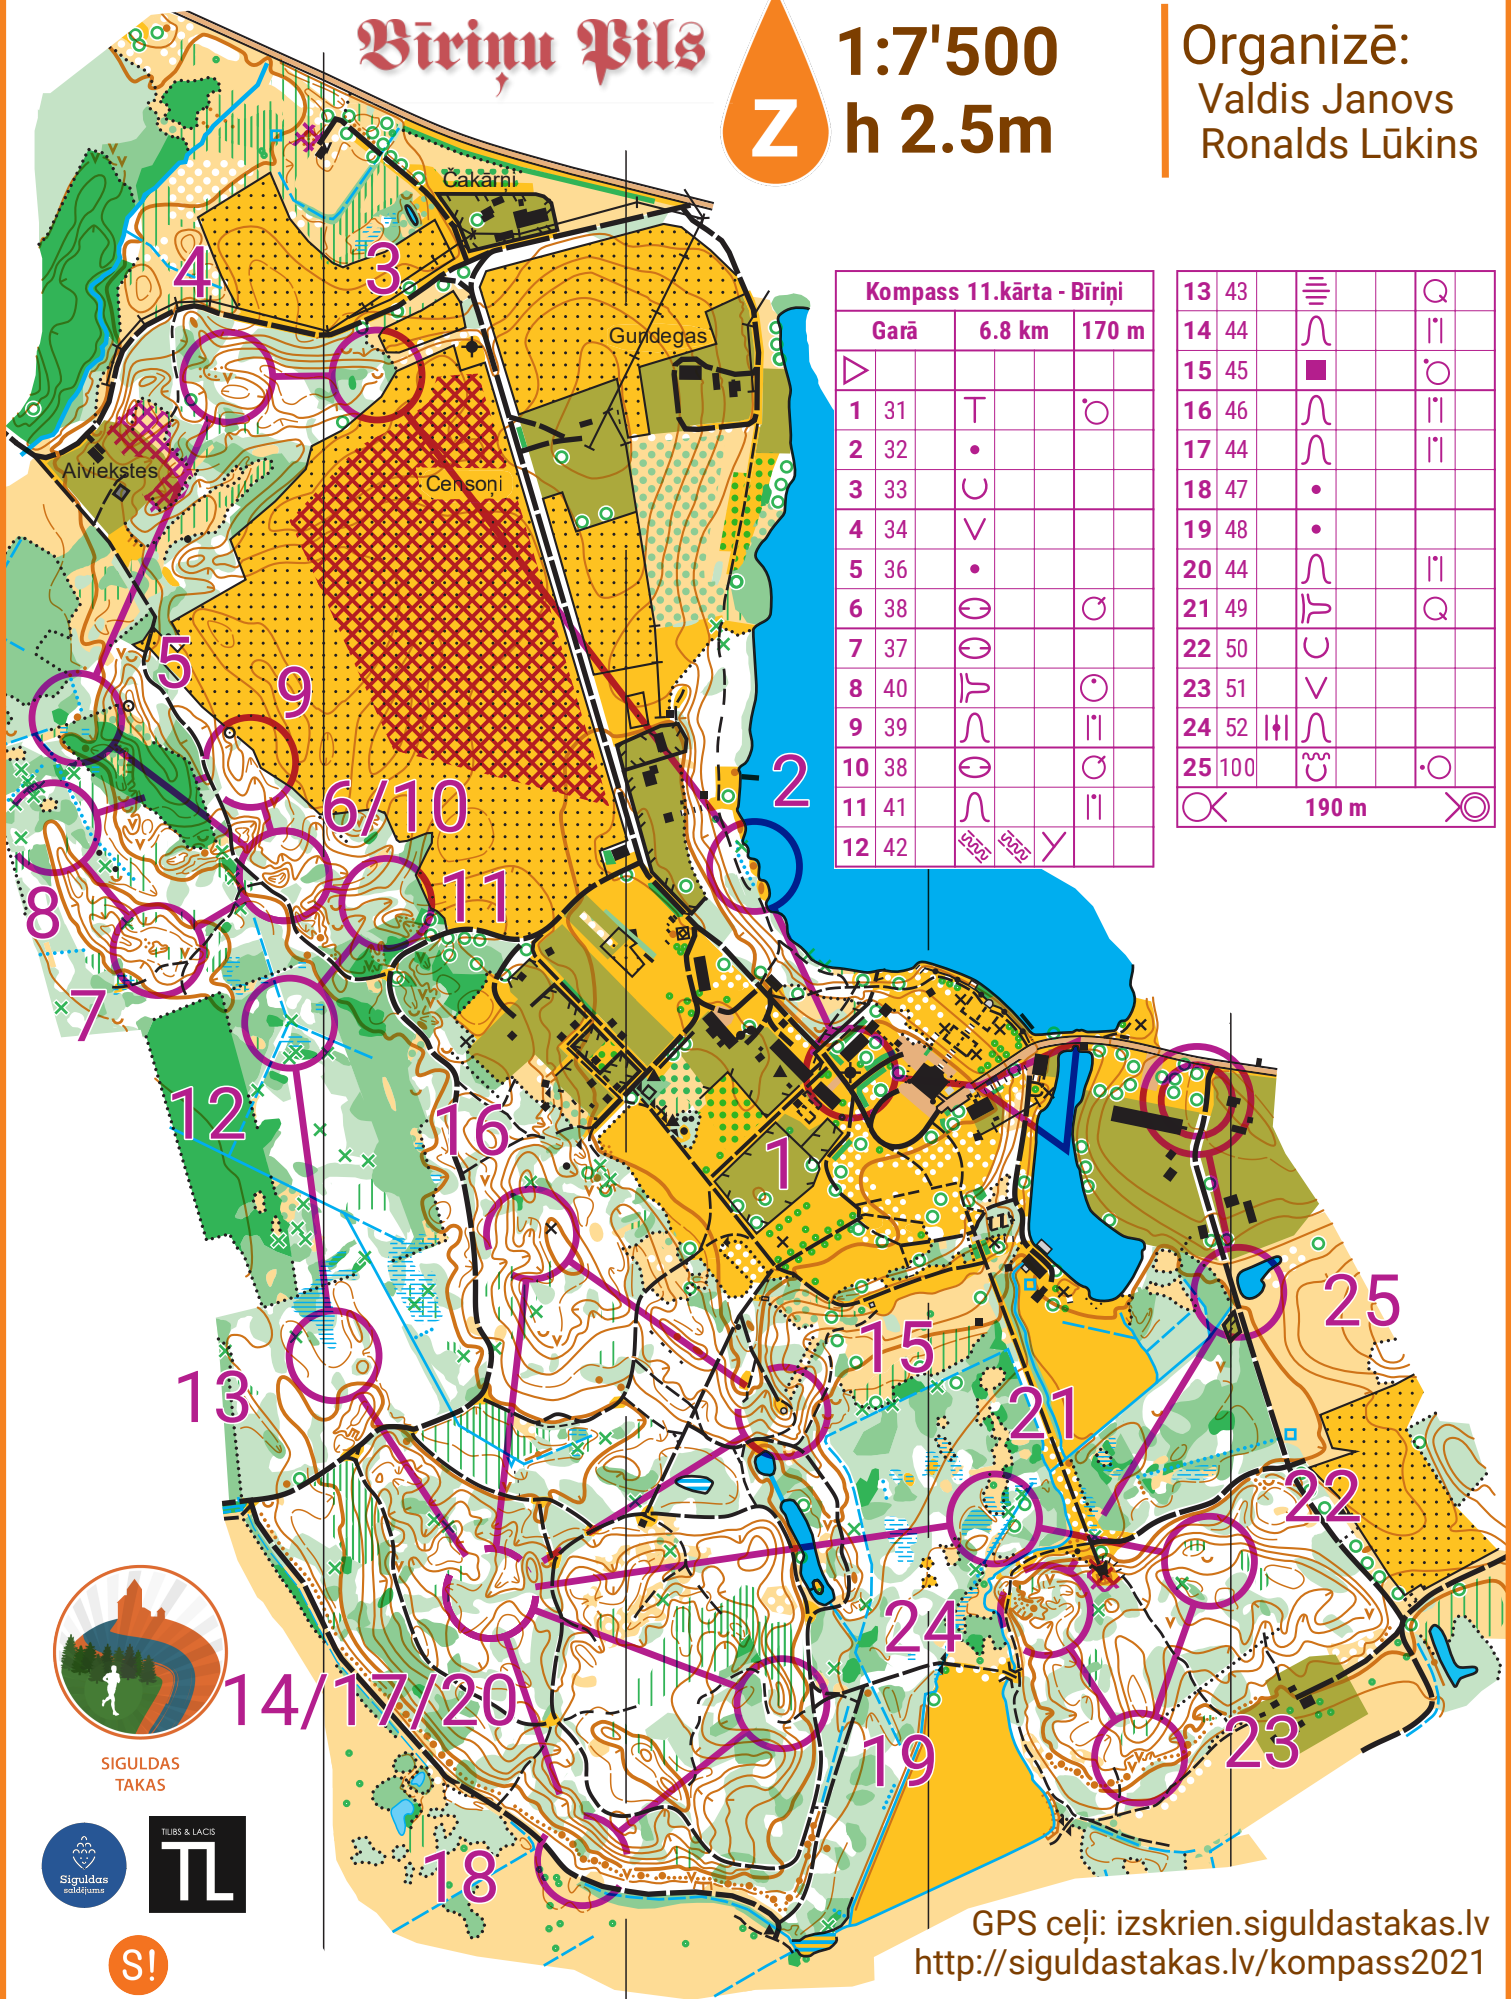 Bīriņu Pils
Z
1:7'500
h 2.5m
Organizē:
Valdis Janovs
Ronalds Lūkins
Čakārņi
4
3
Gundegas
Aiviekstes
Censoņi
5
9
6/10
2
8
11
7
12
16
1
15
25
13
21
22
24
14/17/20
19
23
18
Kompass 11.kārta - Bīriņi
Garā 6.8 km 170 m
1 31
2 32
3 33
4 34
5 36
6 38
7 37
8 40
9 39
10 38
11 41
12 42
13 43
14 44
15 45
16 46
17 44
18 47
19 48
20 44
21 49
22 50
23 51
24 52
25 100
190 m
SIGULDAS
TAKAS
Siguldas
saldējums
TILIBS & LACIS
TL
S!
GPS ceļi: izskrien.siguldastakas.lv
http://siguldastakas.lv/kompass2021